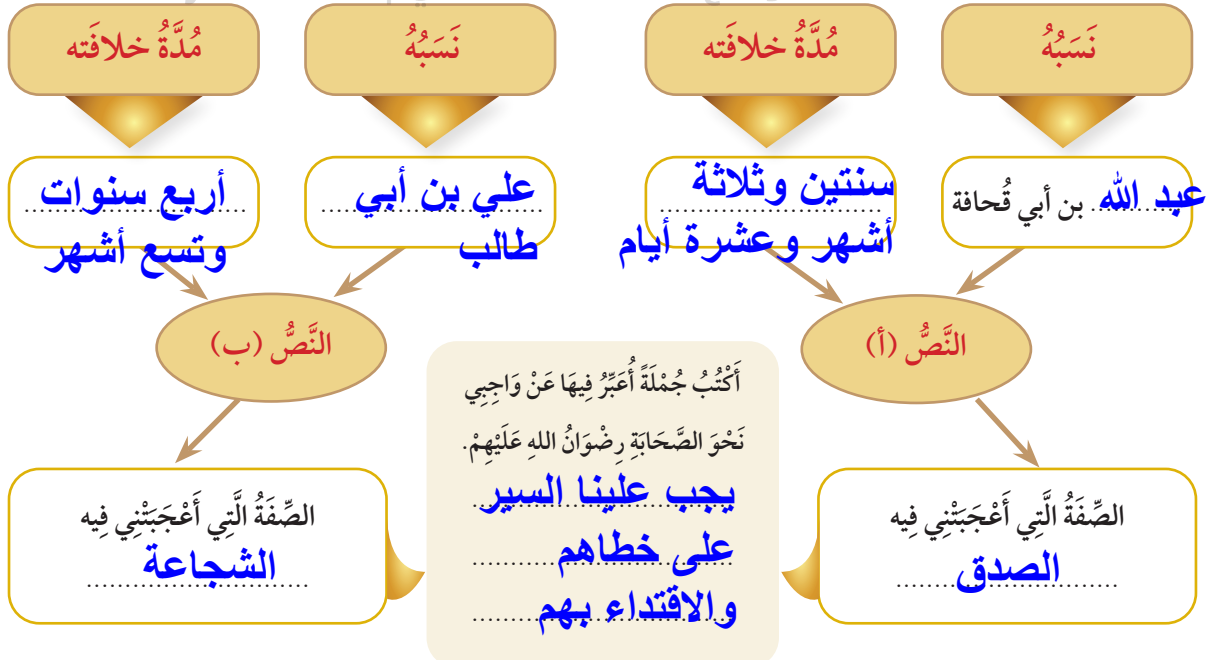 نَسَبُهُ
مُدَّةُ خلافَته
نَسَبُهُ
مُدَّةُ خلافَته
عبد الله بن أبي قُحافة
سنتين وثلاثة
أشهر وعشرة أيام
علي بن أبي
طالب
أربع سنوات
وتسع أشهر
النَّصُّ (أ)
النَّصُّ (ب)
أَكْتُبُ جُمْلَةً أُعَبِّرُ فِيهَا عَنْ وَاجِبِي
نَحْوَ الصَّحَابَةِ رِضْوَانُ اللهِ عَلَيْهِمْ.
يجب علينا السير
على خطاهم
والاقتداء بهم
الصِّفَةُ الَّتِي أَعْجَبَتْنِي فِيه
الصدق
الصِّفَةُ الَّتِي أَعْجَبَتْنِي فِيه
الشجاعة